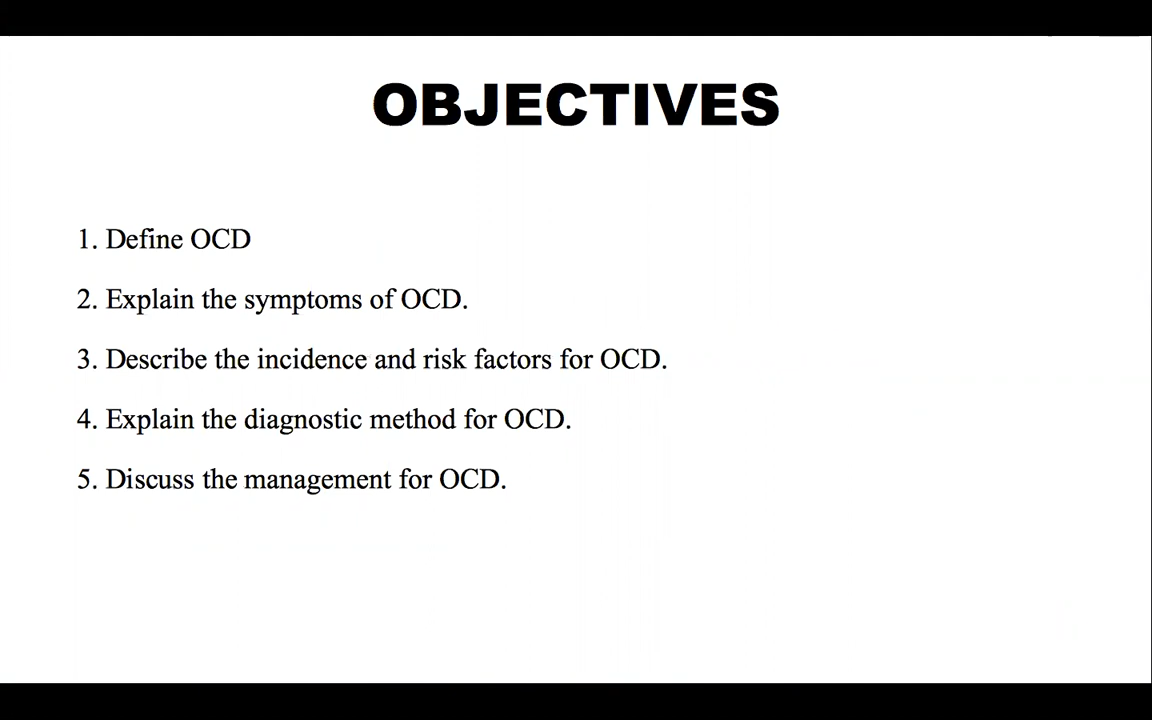 OBJECTIVES
1. Define OCD
2. Explain the symptoms of OCD.
3. Describe the incidence and risk factors for OCD.
4. Explain the diagnostic method for OCD.
5. Discuss the management for OCD.